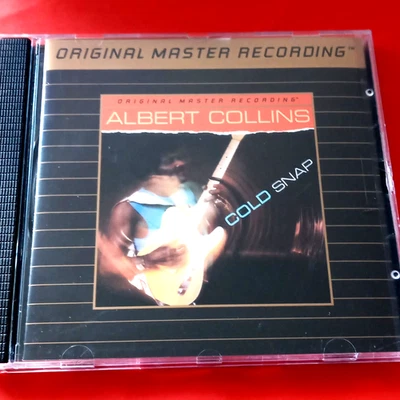 ORIGINAL MASTER RECORDING™
ORIGINAL MASTER RECORDING™
ALBERT COLLINS
COLD SNAP